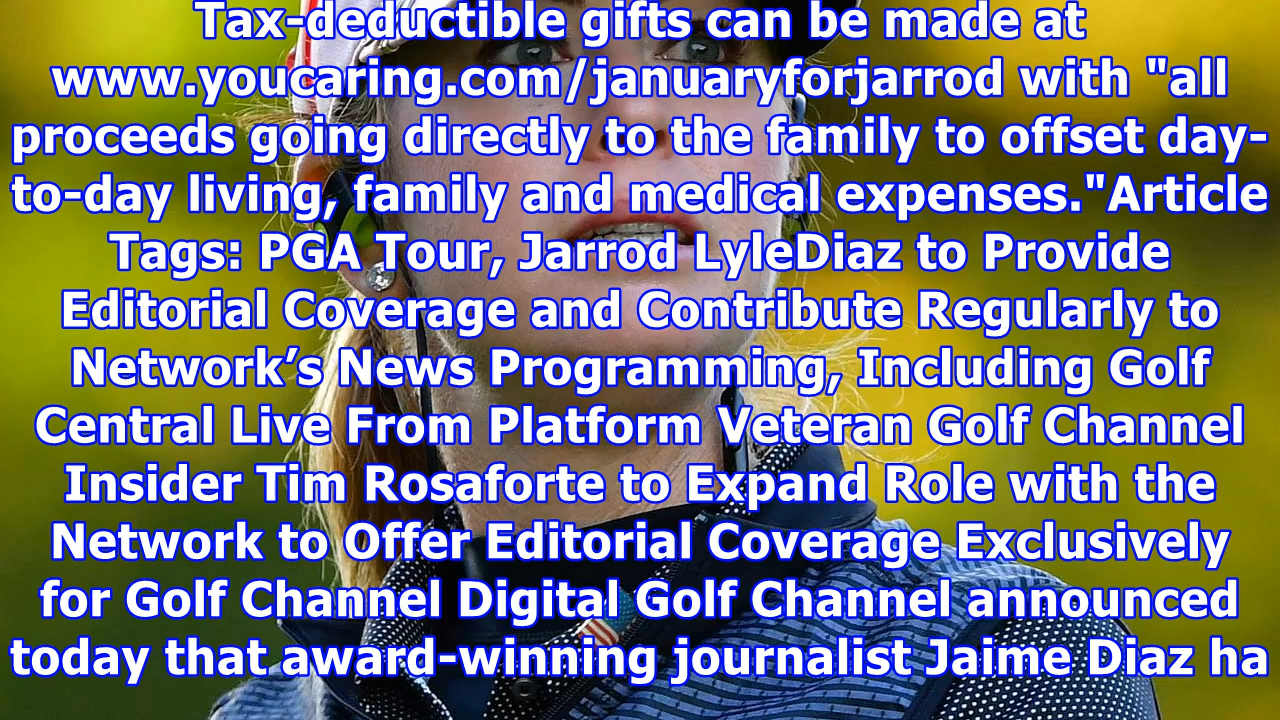 Tax-deductible gifts can be made at
www.youcaring.com/januaryforjarrod with "all
proceeds going directly to the family to offset day-
to-day living, family and medical expenses."Article
Tags: PGA Tour, Jarrod LyleDiaz to Provide
Editorial Coverage and Contribute Regularly to
Network’s News Programming, Including Golf
Central Live From Platform Veteran Golf Channel
Insider Tim Rosaforte to Expand Role with the
Network to Offer Editorial Coverage Exclusively
for Golf Channel Digital Golf Channel announced
today that award-winning journalist Jaime Diaz ha